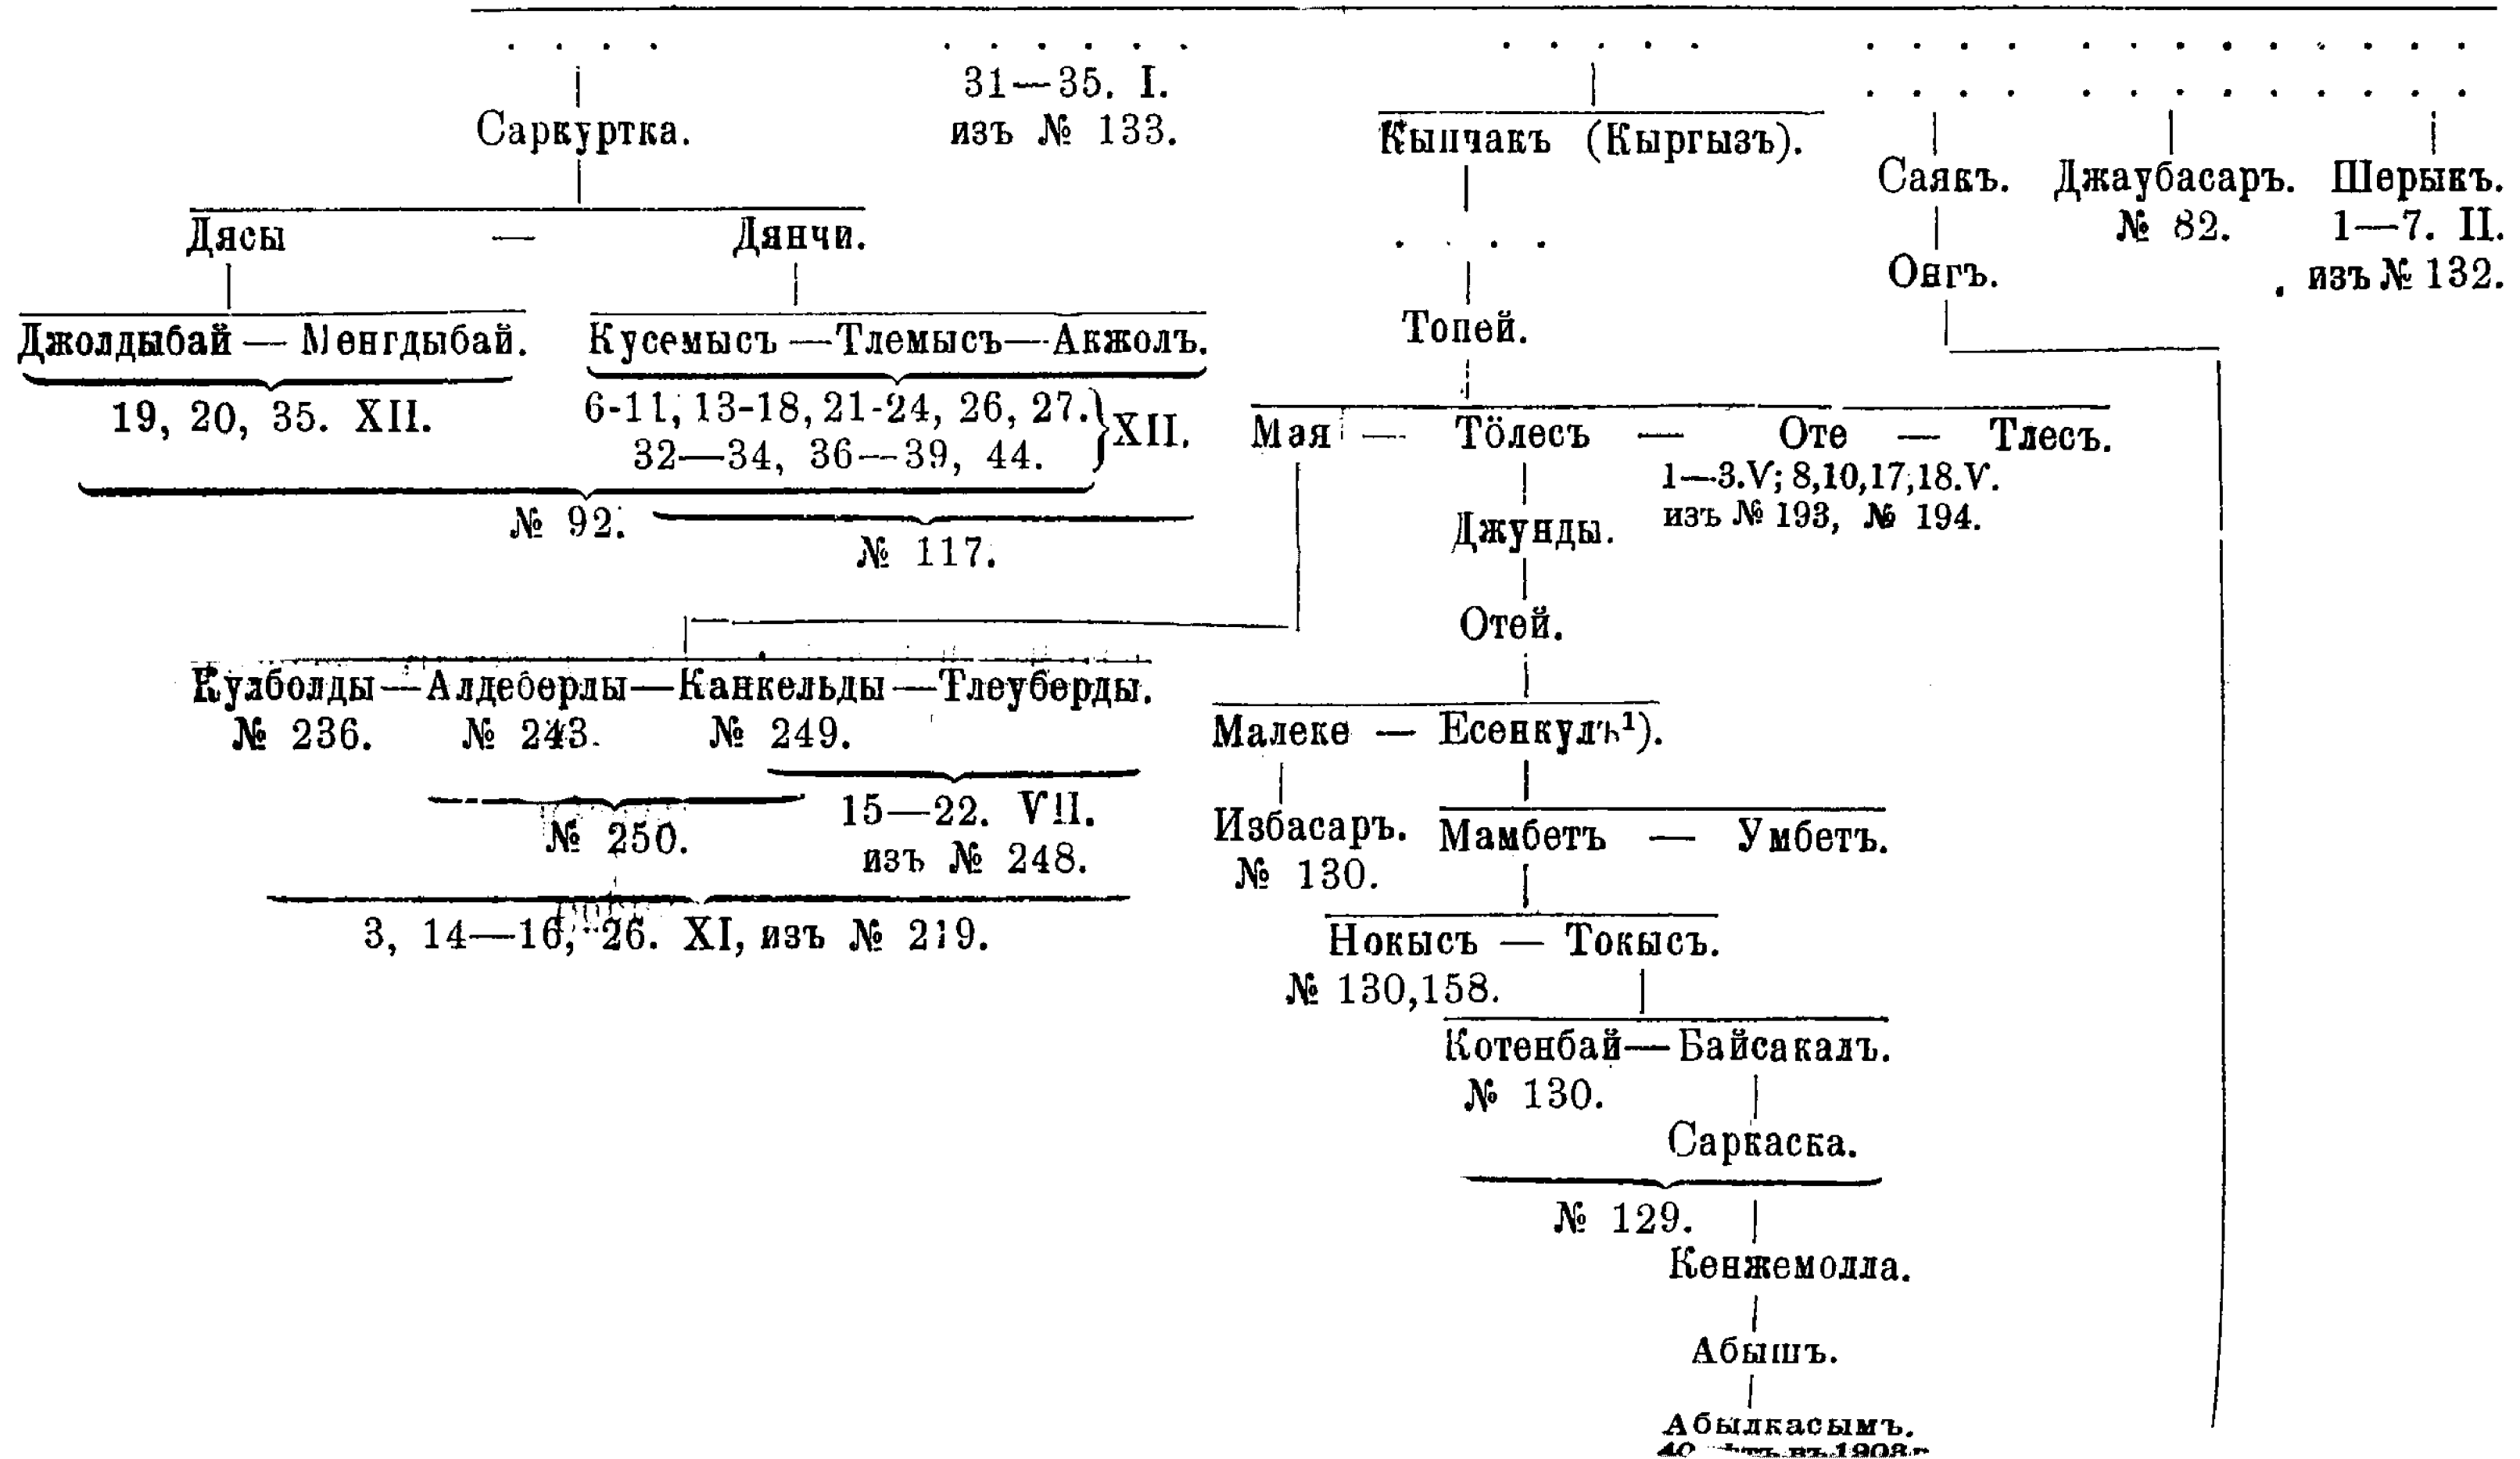 31—35. I.
Саркуртка.
изъ № 133.
Кыпчакъ (Кыргызъ).
Саякъ. Джаубасаръ. Шерыкъ.
№ 82. 1—7. II.
Дясы — Дянчи.
Онгъ. изъ № 132.
Джолдыбай — Менгдыбай. Кусемысъ — Тлемысъ — Акжолъ.
Топей.
19, 20, 35. XII.
6-11, 13-18, 21-24, 26, 27. } XII.
32—34, 36—39, 44.
Мая — Тöлесъ — Оте — Тлесъ.
1—3.V; 8,10,17,18.V.
изъ № 193, № 194.
№ 92.
№ 117.
Джунды.
Отей.
Кулболды — Алдеберлы — Канкельды — Тлеуберды.
№ 236. № 243. № 249.
Малеке — Есенкулъ¹).
15—22. VII.
№ 250.
изъ № 248.
Избасаръ. Мамбетъ — Умбетъ.
№ 130.
3, 14—16, 26. XI, изъ № 219.
Нокысъ — Токысъ.
№ 130,158.
Котенбай — Байсакалъ.
№ 130.
Саркаска.
№ 129.
Кенжемолла.
Абышъ.
Абылкасымъ.
40 въ 1903 г